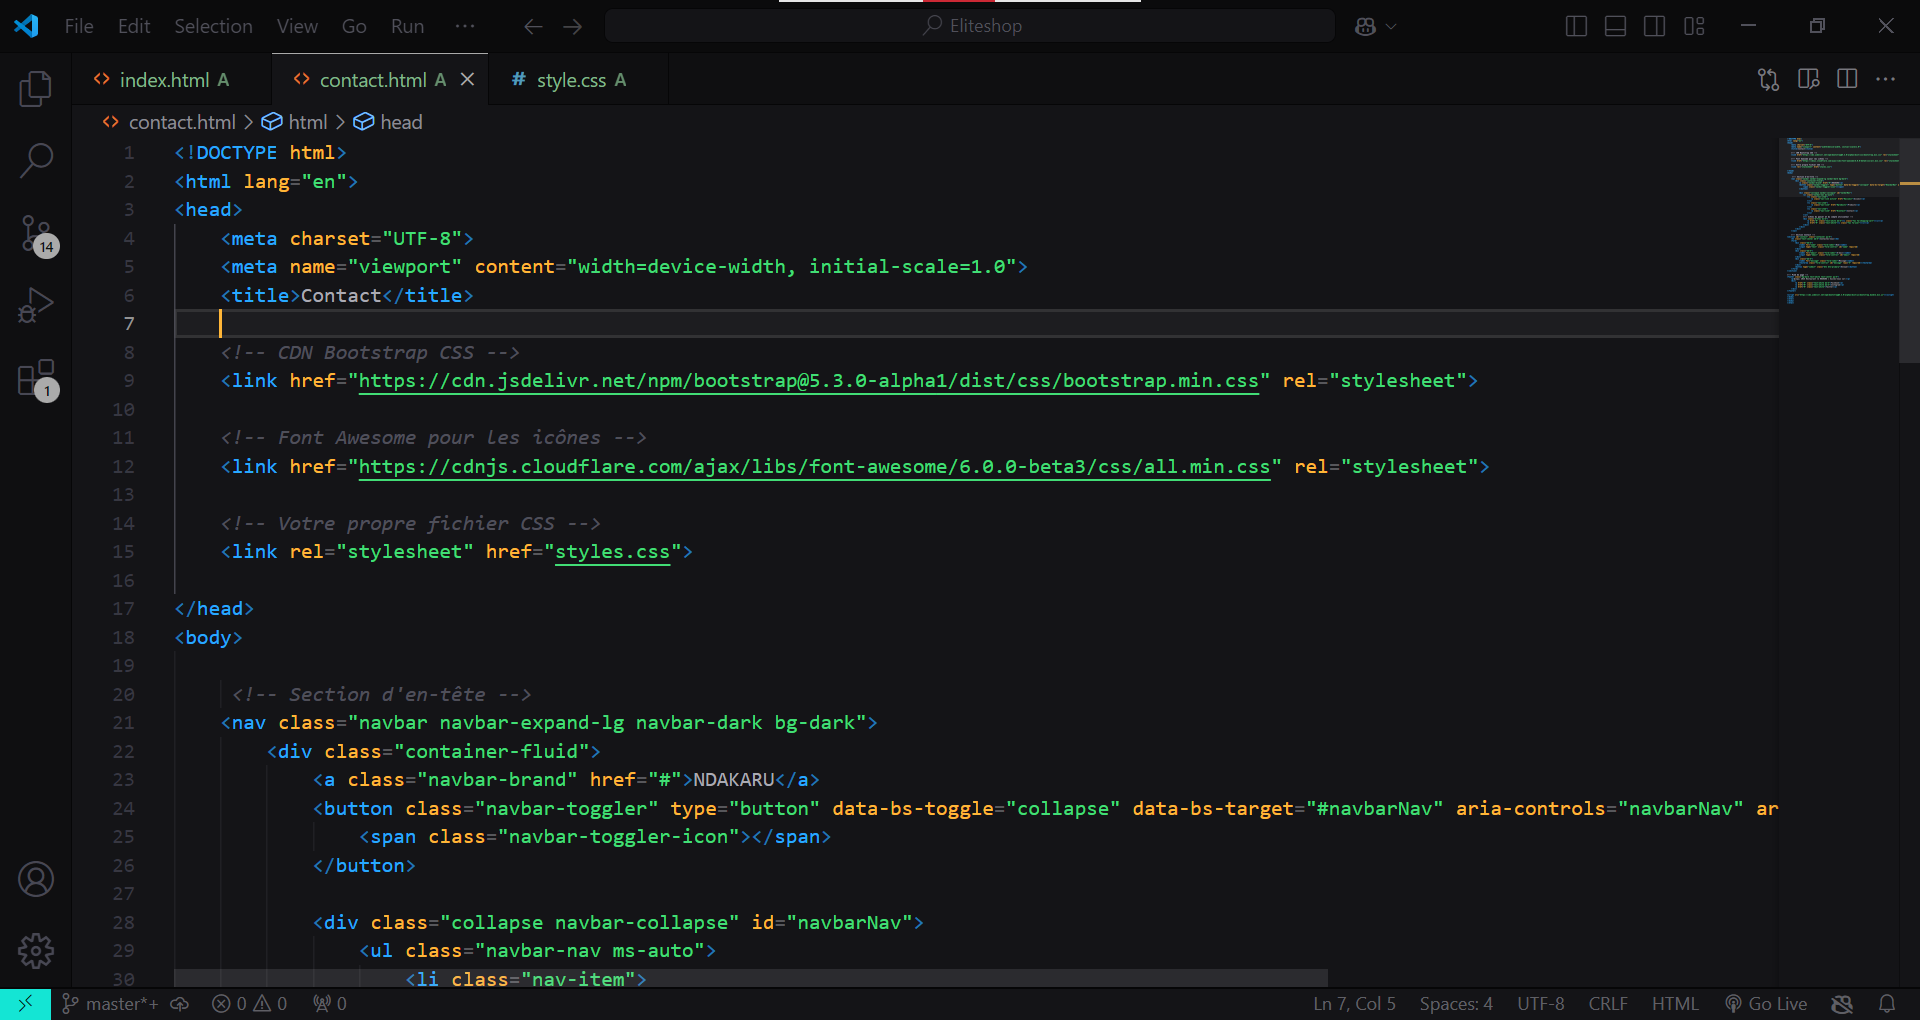 File Edit Selection View Go Run ··· Eliteshop
index.html A contact.html A style.css A
contact.html > html > head
1 <!DOCTYPE html>
2 <html lang="en">
3 <head>
4 <meta charset="UTF-8">
5 <meta name="viewport" content="width=device-width, initial-scale=1.0">
6 <title>Contact</title>
7
8 <!-- CDN Bootstrap CSS -->
9 <link href="https://cdn.jsdelivr.net/npm/bootstrap@5.3.0-alpha1/dist/css/bootstrap.min.css" rel="stylesheet">
10
11 <!-- Font Awesome pour les icônes -->
12 <link href="https://cdnjs.cloudflare.com/ajax/libs/font-awesome/6.0.0-beta3/css/all.min.css" rel="stylesheet">
13
14 <!-- Votre propre fichier CSS -->
15 <link rel="stylesheet" href="styles.css">
16
17 </head>
18 <body>
19
20 <!-- Section d'en-tête -->
21 <nav class="navbar navbar-expand-lg navbar-dark bg-dark">
22 <div class="container-fluid">
23 <a class="navbar-brand" href="#">NDAKARU</a>
24 <button class="navbar-toggler" type="button" data-bs-toggle="collapse" data-bs-target="#navbarNav" aria-controls="navbarNav" ar
25 <span class="navbar-toggler-icon"></span>
26 </button>
27
28 <div class="collapse navbar-collapse" id="navbarNav">
29 <ul class="navbar-nav ms-auto">
30 <li class="nav-item">
14
1
master*+ 0 0 0 Ln 7, Col 5 Spaces: 4 UTF-8 CRLF HTML Go Live